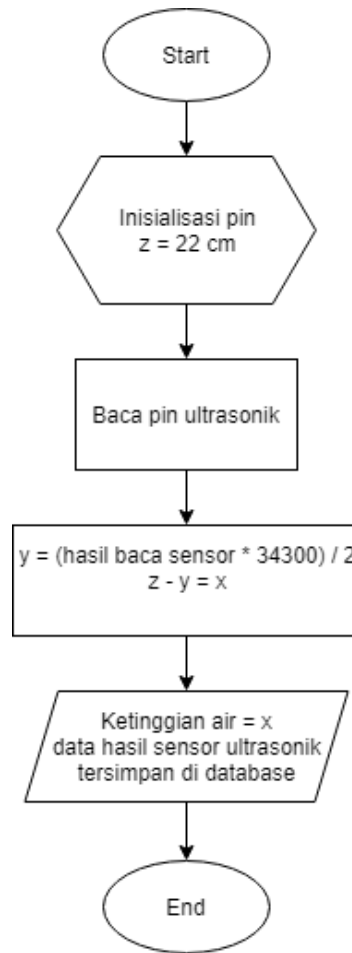 Start
Inisialisasi pin
z = 22 cm
Baca pin ultrasonik
y = (hasil baca sensor * 34300) / 2
z - y = x
Ketinggian air = x
data hasil sensor ultrasonik
tersimpan di database
End